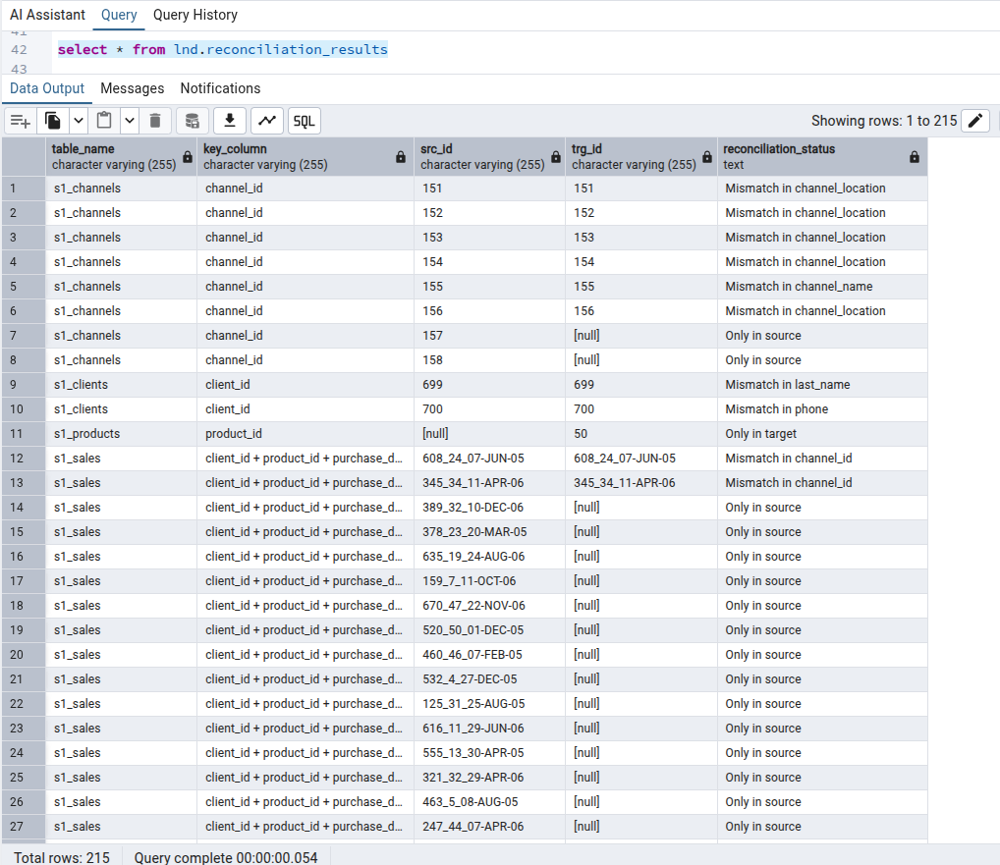 AI Assistant Query Query History
41
42 select * from lnd.reconciliation_results
43
Data Output Messages Notifications
SQL Showing rows: 1 to 215
table_name key_column src_id trg_id reconciliation_status
character varying (255) character varying (255) character varying (255) character varying (255) text
1 s1_channels channel_id 151 151 Mismatch in channel_location
2 s1_channels channel_id 152 152 Mismatch in channel_location
3 s1_channels channel_id 153 153 Mismatch in channel_location
4 s1_channels channel_id 154 154 Mismatch in channel_location
5 s1_channels channel_id 155 155 Mismatch in channel_name
6 s1_channels channel_id 156 156 Mismatch in channel_location
7 s1_channels channel_id 157 [null] Only in source
8 s1_channels channel_id 158 [null] Only in source
9 s1_clients client_id 699 699 Mismatch in last_name
10 s1_clients client_id 700 700 Mismatch in phone
11 s1_products product_id [null] 50 Only in target
12 s1_sales client_id + product_id + purchase_d... 608_24_07-JUN-05 608_24_07-JUN-05 Mismatch in channel_id
13 s1_sales client_id + product_id + purchase_d... 345_34_11-APR-06 345_34_11-APR-06 Mismatch in channel_id
14 s1_sales client_id + product_id + purchase_d... 389_32_10-DEC-06 [null] Only in source
15 s1_sales client_id + product_id + purchase_d... 378_23_20-MAR-05 [null] Only in source
16 s1_sales client_id + product_id + purchase_d... 635_19_24-AUG-06 [null] Only in source
17 s1_sales client_id + product_id + purchase_d... 159_7_11-OCT-06 [null] Only in source
18 s1_sales client_id + product_id + purchase_d... 670_47_22-NOV-06 [null] Only in source
19 s1_sales client_id + product_id + purchase_d... 520_50_01-DEC-05 [null] Only in source
20 s1_sales client_id + product_id + purchase_d... 460_46_07-FEB-05 [null] Only in source
21 s1_sales client_id + product_id + purchase_d... 532_4_27-DEC-05 [null] Only in source
22 s1_sales client_id + product_id + purchase_d... 125_31_25-AUG-05 [null] Only in source
23 s1_sales client_id + product_id + purchase_d... 616_11_29-JUN-06 [null] Only in source
24 s1_sales client_id + product_id + purchase_d... 555_13_30-APR-05 [null] Only in source
25 s1_sales client_id + product_id + purchase_d... 321_32_29-APR-06 [null] Only in source
26 s1_sales client_id + product_id + purchase_d... 463_5_08-AUG-05 [null] Only in source
27 s1_sales client_id + product_id + purchase_d... 247_44_07-APR-06 [null] Only in source
Total rows: 215 Query complete 00:00:00.054